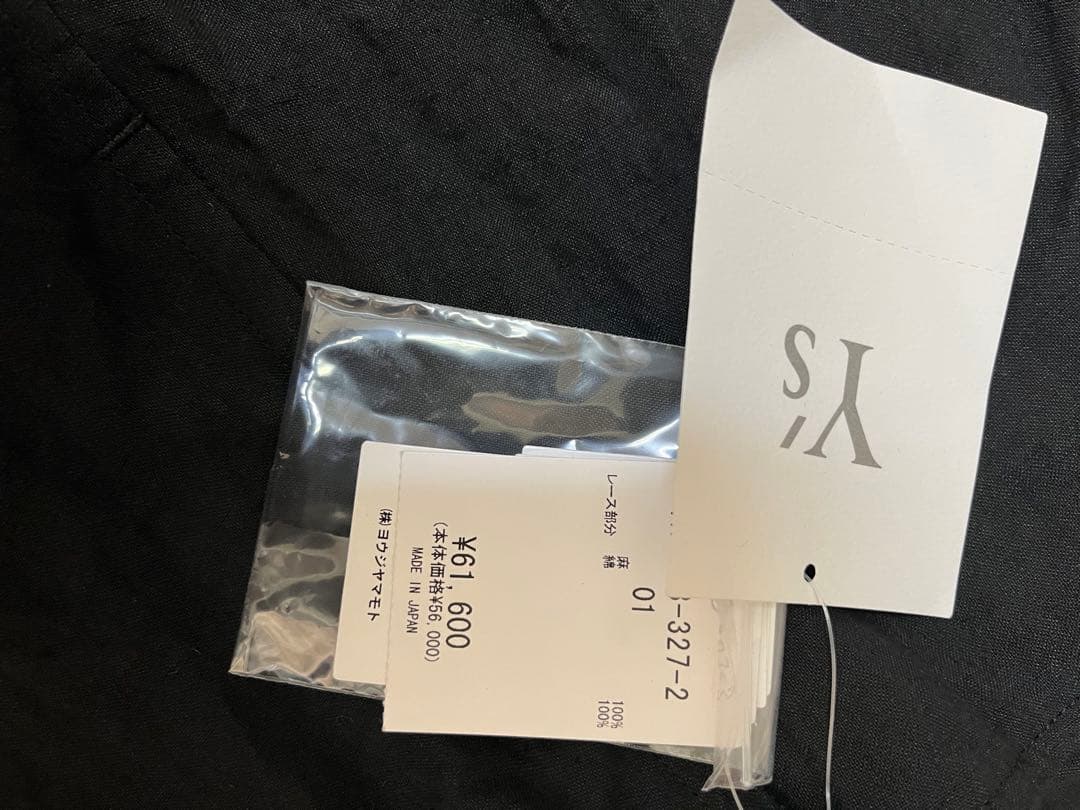 Y's
3-327-2
01
麻 100%
レース部分 綿 100%
¥61,600
(本体価格¥56,000)
MADE IN JAPAN
(株)ヨウジヤマモト